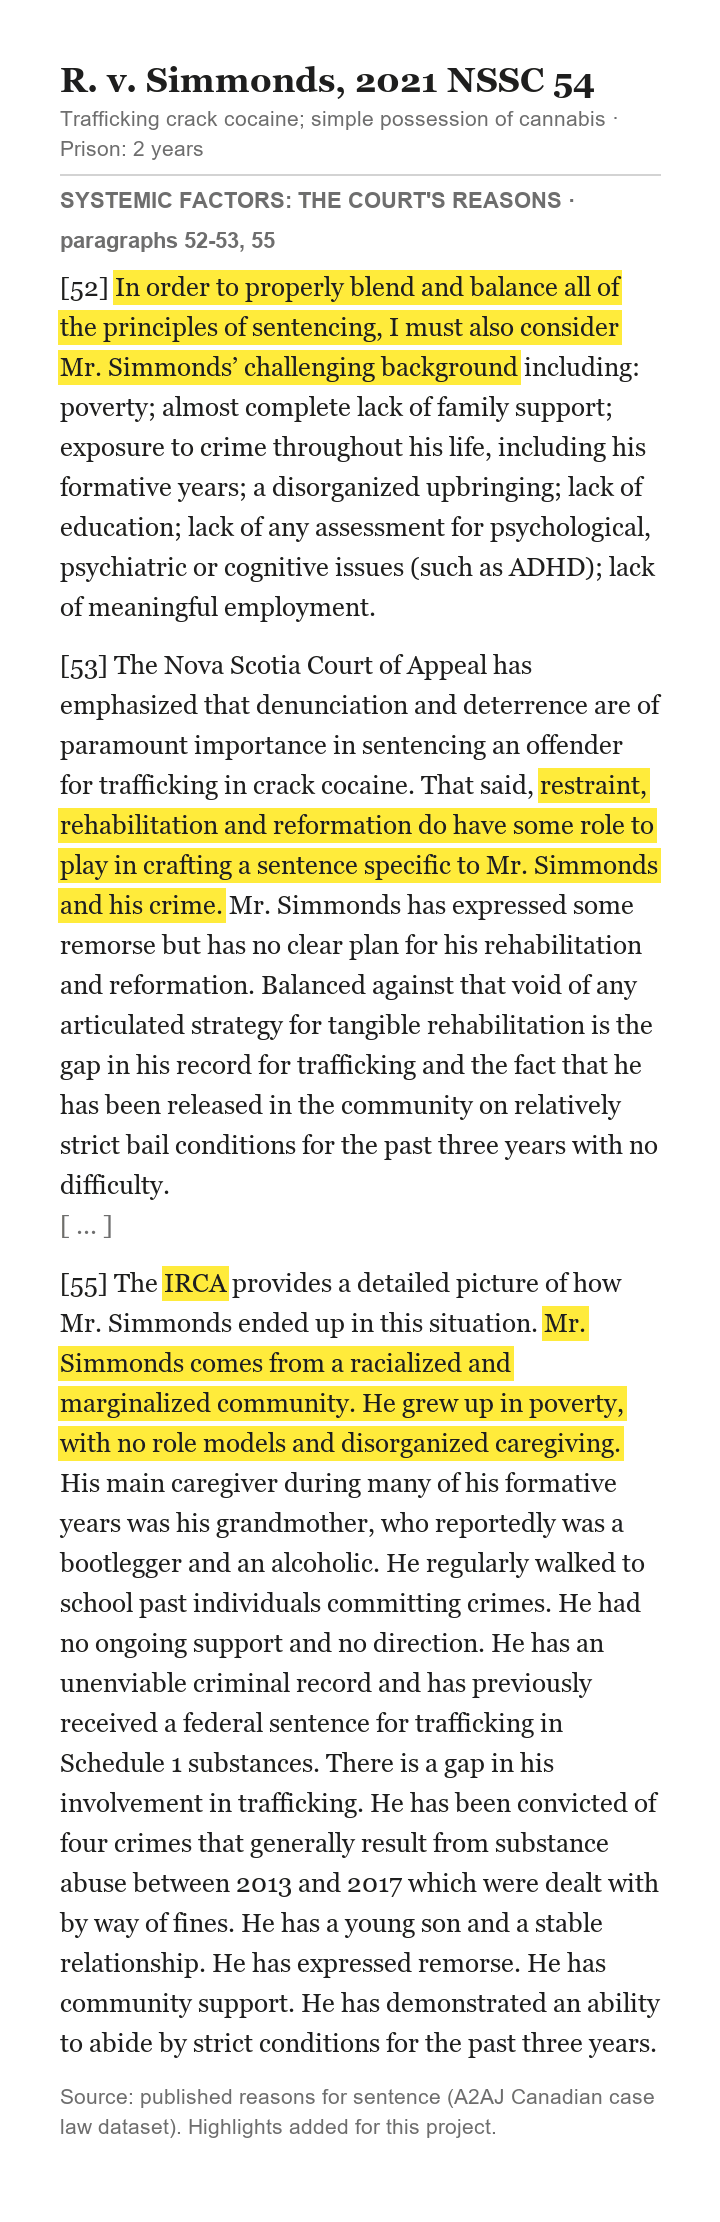 R. v. Simmonds, 2021 NSSC 54
Trafficking crack cocaine; simple possession of cannabis ·
Prison: 2 years
SYSTEMIC FACTORS: THE COURT'S REASONS ·
paragraphs 52-53, 55
[52] In order to properly blend and balance all of
the principles of sentencing, I must also consider
Mr. Simmonds’ challenging background including:
poverty; almost complete lack of family support;
exposure to crime throughout his life, including his
formative years; a disorganized upbringing; lack of
education; lack of any assessment for psychological,
psychiatric or cognitive issues (such as ADHD); lack
of meaningful employment.
[53] The Nova Scotia Court of Appeal has
emphasized that denunciation and deterrence are of
paramount importance in sentencing an offender
for trafficking in crack cocaine. That said, restraint,
rehabilitation and reformation do have some role to
play in crafting a sentence specific to Mr. Simmonds
and his crime. Mr. Simmonds has expressed some
remorse but has no clear plan for his rehabilitation
and reformation. Balanced against that void of any
articulated strategy for tangible rehabilitation is the
gap in his record for trafficking and the fact that he
has been released in the community on relatively
strict bail conditions for the past three years with no
difficulty.
[ ... ]
[55] The IRCA provides a detailed picture of how
Mr. Simmonds ended up in this situation. Mr.
Simmonds comes from a racialized and
marginalized community. He grew up in poverty,
with no role models and disorganized caregiving.
His main caregiver during many of his formative
years was his grandmother, who reportedly was a
bootlegger and an alcoholic. He regularly walked to
school past individuals committing crimes. He had
no ongoing support and no direction. He has an
unenviable criminal record and has previously
received a federal sentence for trafficking in
Schedule 1 substances. There is a gap in his
involvement in trafficking. He has been convicted of
four crimes that generally result from substance
abuse between 2013 and 2017 which were dealt with
by way of fines. He has a young son and a stable
relationship. He has expressed remorse. He has
community support. He has demonstrated an ability
to abide by strict conditions for the past three years.
Source: published reasons for sentence (A2AJ Canadian case
law dataset). Highlights added for this project.